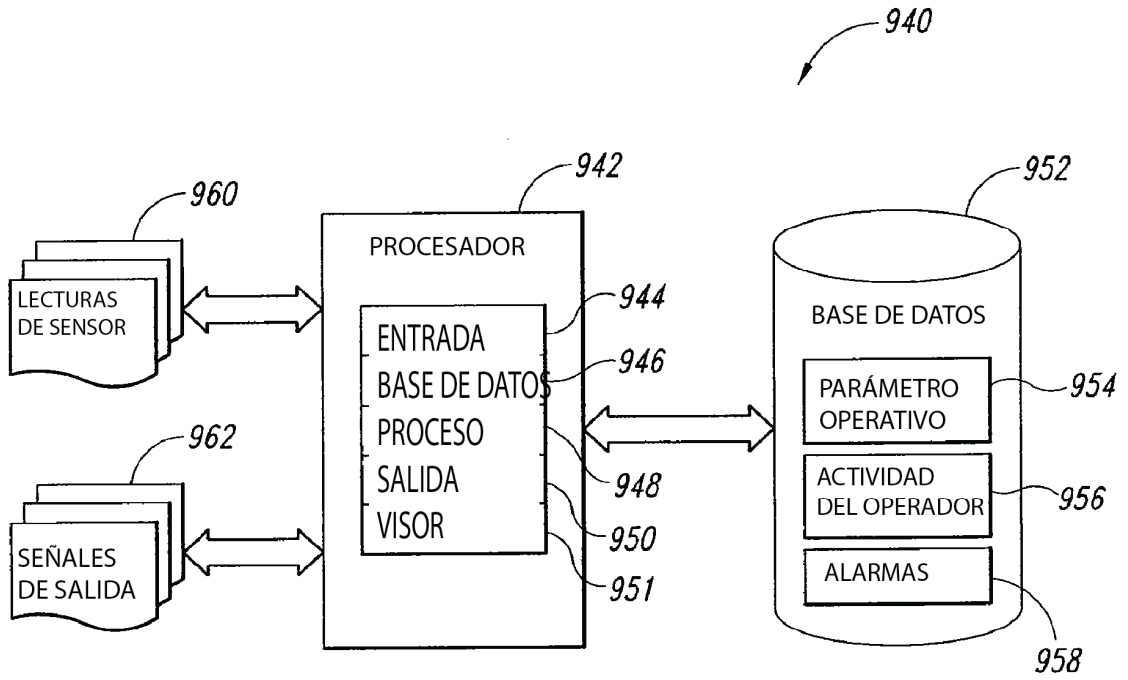 940
942
952
960
PROCESADOR
LECTURAS
DE SENSOR
944
BASE DE DATOS
ENTRADA
946
BASE DE DATOS
PARÁMETRO
OPERATIVO
954
962
PROCESO
948
SALIDA
ACTIVIDAD
DEL OPERADOR
956
950
VISOR
SEÑALES
DE SALIDA
951
ALARMAS
958